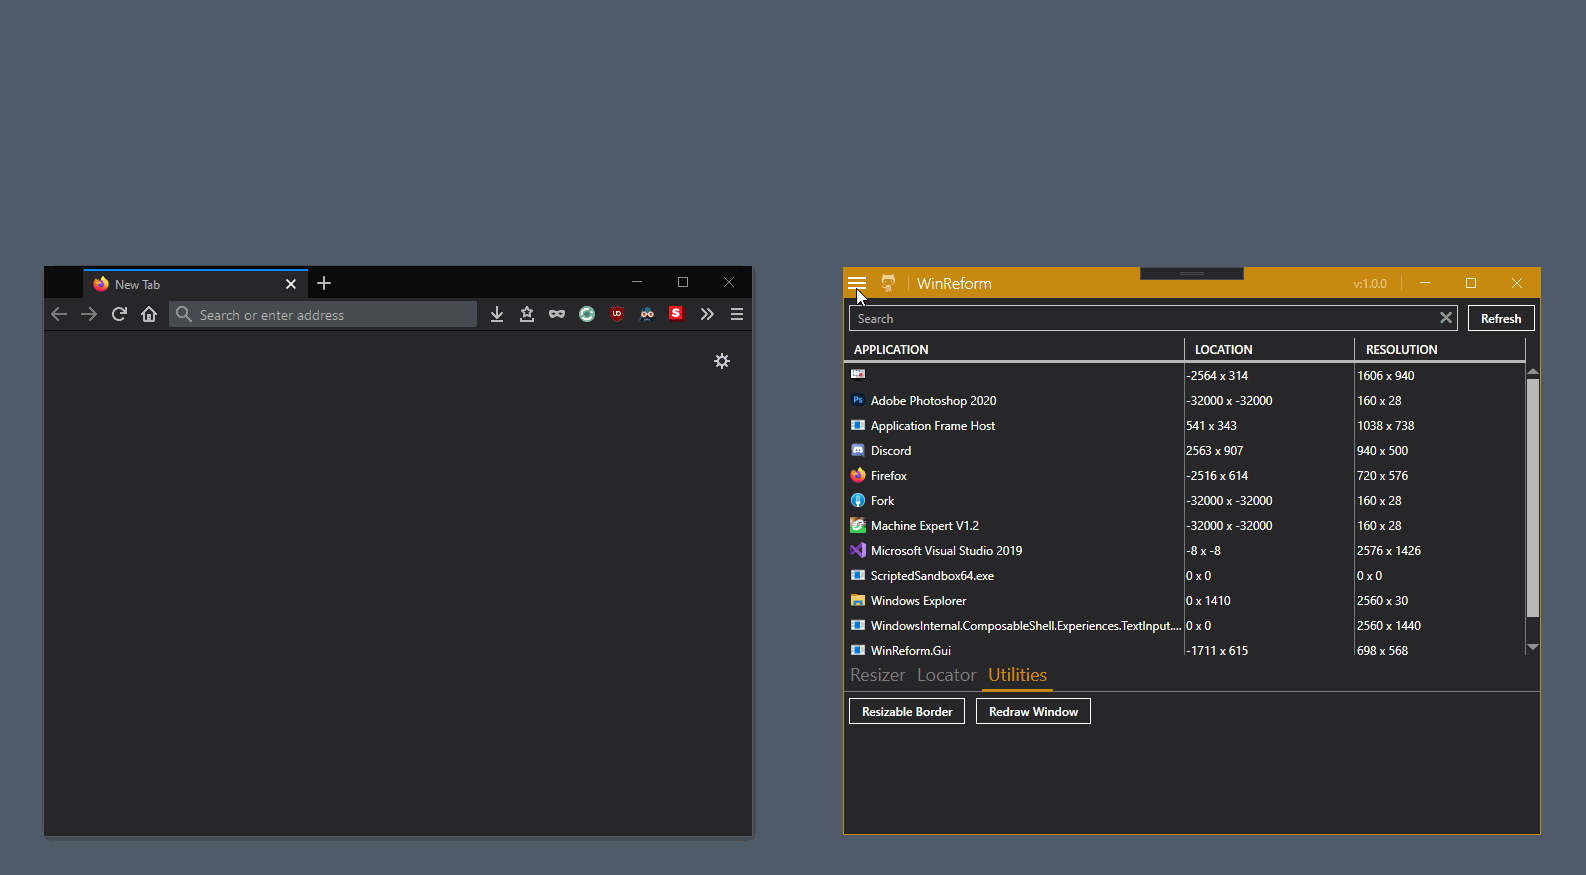 New Tab
Search or enter address
UD
S
WinReform
v:1.0.0
Search
Refresh
APPLICATION LOCATION RESOLUTION
-2564 x 314 1606 x 940
Ps Adobe Photoshop 2020 -32000 x -32000 160 x 28
Application Frame Host 541 x 343 1038 x 738
Discord 2563 x 907 940 x 500
Firefox -2516 x 614 720 x 576
Fork -32000 x -32000 160 x 28
Machine Expert V1.2 -32000 x -32000 160 x 28
Microsoft Visual Studio 2019 -8 x -8 2576 x 1426
ScriptedSandbox64.exe 0 x 0 0 x 0
Windows Explorer 0 x 1410 2560 x 30
WindowsInternal.ComposableShell.Experiences.TextInput.... 0 x 0 2560 x 1440
WinReform.Gui -1711 x 615 698 x 568
Resizer Locator Utilities
Resizable Border Redraw Window